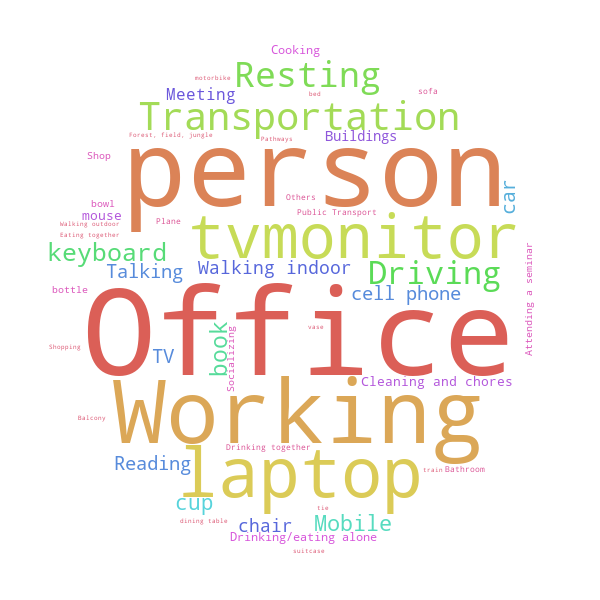 Cooking
Resting
motorbike
bed
sofa
Meeting
Transportation
Forest, field, jungle
Pathways
Buildings
person
Shop
Others
car
bowl
mouse
Public Transport
Plane
Walking outdoor
Eating together
tvmonitor
keyboard
Talking
Walking indoor
Driving
Attending a seminar
bottle
cell phone
Office
vase
book
Socializing
Shopping
TV
Cleaning and chores
Working
Balcony
Drinking together
laptop
Reading
train
Bathroom
cup
tie
dining table
chair
Mobile
Drinking/eating alone
suitcase